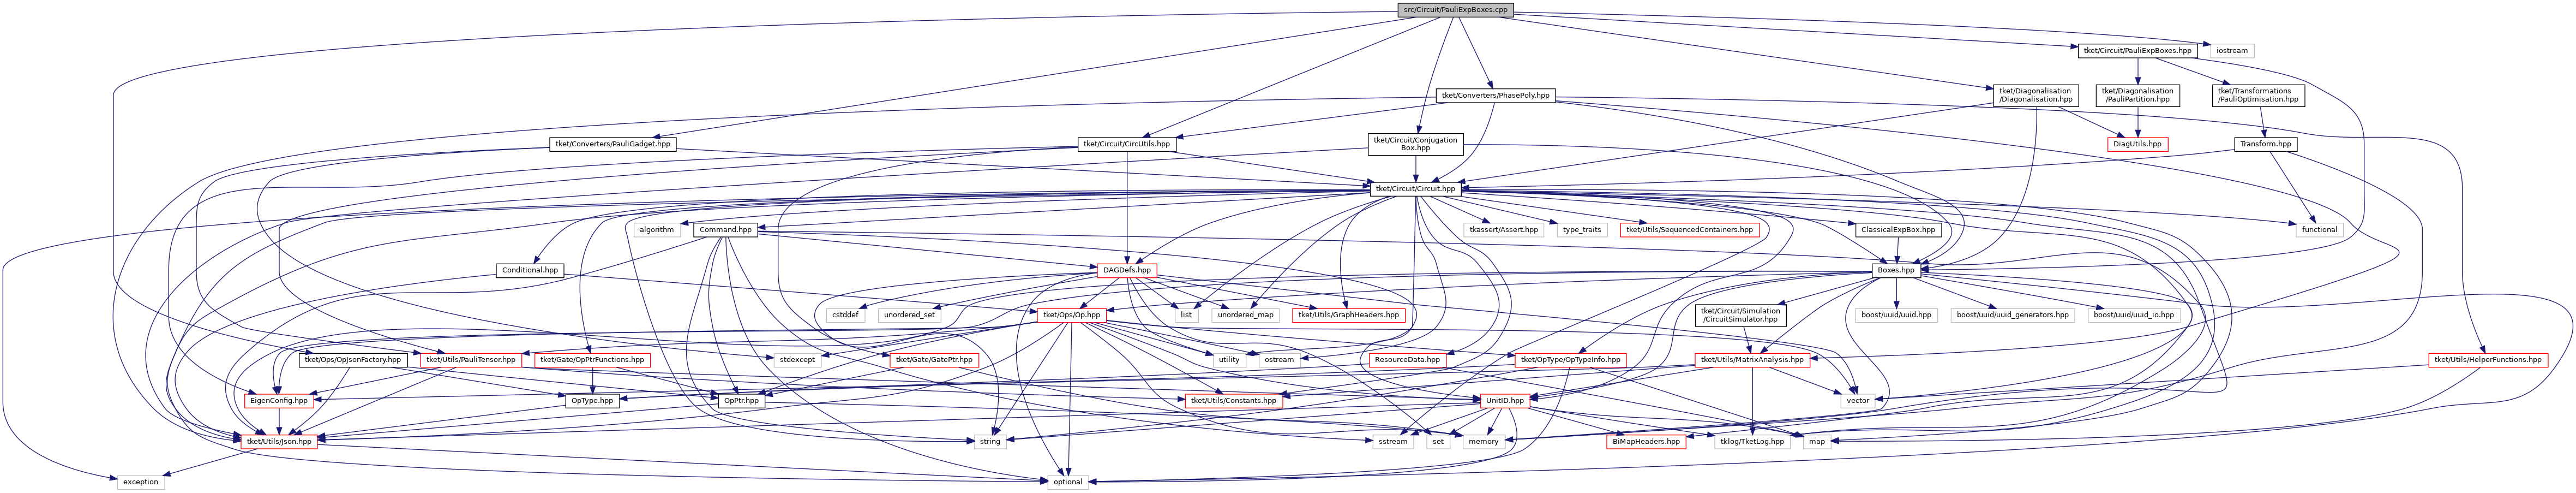 src/Circuit/PauliExpBoxes.cpp
tket/Circuit/PauliExpBoxes.hpp
iostream
tket/Converters/PhasePoly.hpp
tket/Diagonalisation
/Diagonalisation.hpp
tket/Diagonalisation
/PauliPartition.hpp
tket/Transformations
/PauliOptimisation.hpp
tket/Converters/PauliGadget.hpp
tket/Circuit/CircUtils.hpp
tket/Circuit/Conjugation
Box.hpp
DiagUtils.hpp
Transform.hpp
tket/Circuit/Circuit.hpp
algorithm
Command.hpp
tkassert/Assert.hpp
type_traits
tket/Utils/SequencedContainers.hpp
ClassicalExpBox.hpp
functional
Conditional.hpp
DAGDefs.hpp
Boxes.hpp
cstddef
unordered_set
tket/Ops/Op.hpp
list
unordered_map
tket/Utils/GraphHeaders.hpp
tket/Circuit/Simulation
/CircuitSimulator.hpp
boost/uuid/uuid.hpp
boost/uuid/uuid_generators.hpp
boost/uuid/uuid_io.hpp
tket/Ops/OpJsonFactory.hpp
tket/Utils/PauliTensor.hpp
tket/Gate/OpPtrFunctions.hpp
stdexcept
tket/Gate/GatePtr.hpp
utility
ostream
ResourceData.hpp
tket/OpType/OpTypeInfo.hpp
tket/Utils/MatrixAnalysis.hpp
tket/Utils/HelperFunctions.hpp
EigenConfig.hpp
OpType.hpp
OpPtr.hpp
tket/Utils/Constants.hpp
UnitID.hpp
vector
tket/Utils/Json.hpp
string
sstream
set
memory
BiMapHeaders.hpp
tklog/TketLog.hpp
map
exception
optional